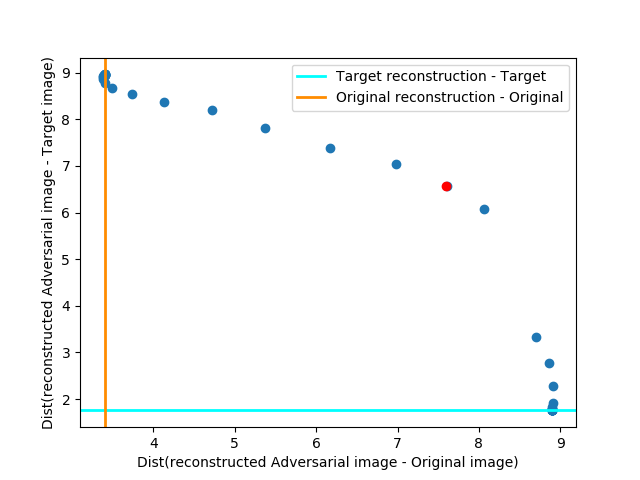 Target reconstruction - Target
Original reconstruction - Original
Dist(reconstructed Adversarial image - Target image)
9
8
7
6
5
4
3
2
4 5 6 7 8 9
Dist(reconstructed Adversarial image - Original image)